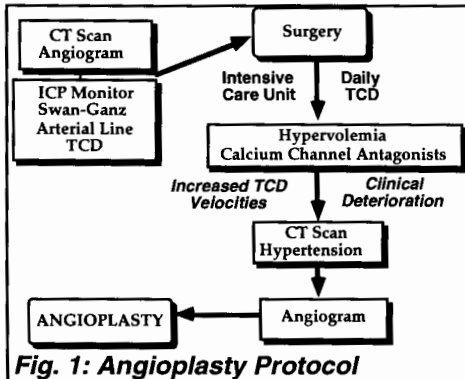 CT Scan
Angiogram
ICP Monitor
Swan-Ganz
Arterial Line
TCD
Surgery
Intensive
Care Unit
Daily
TCD
Hypervolemia
Calcium Channel Antagonists
Increased TCD
Velocities
Clinical
Deterioration
CT Scan
Hypertension
Angiogram
ANGIOPLASTY
Fig. 1: Angioplasty Protocol